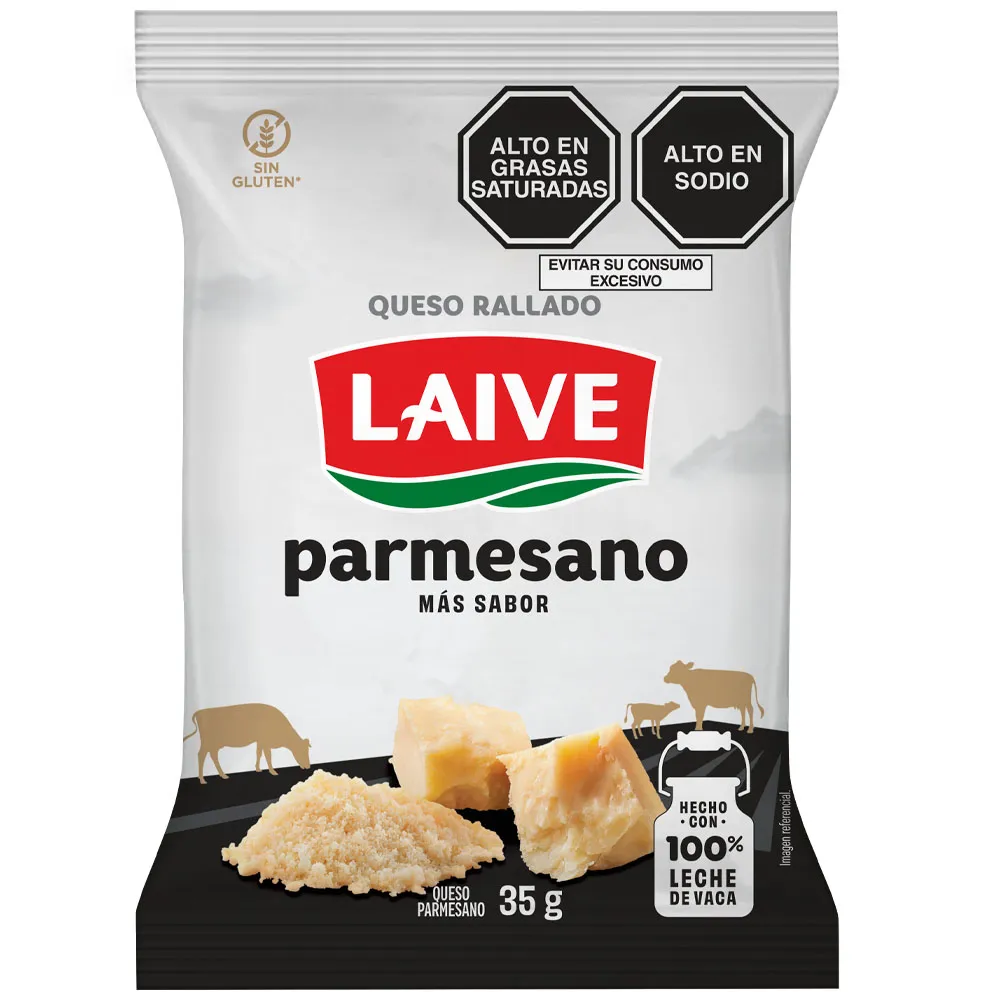 SIN
GLUTEN*
ALTO EN
GRASAS
SATURADAS
ALTO EN
SODIO
EVITAR SU CONSUMO
EXCESIVO
QUESO RALLADO
LAIVE
parmesano
MÁS SABOR
HECHO
·CON·
100%
LECHE
DE VACA
Imagen referencial.
QUESO
PARMESANO
35 g